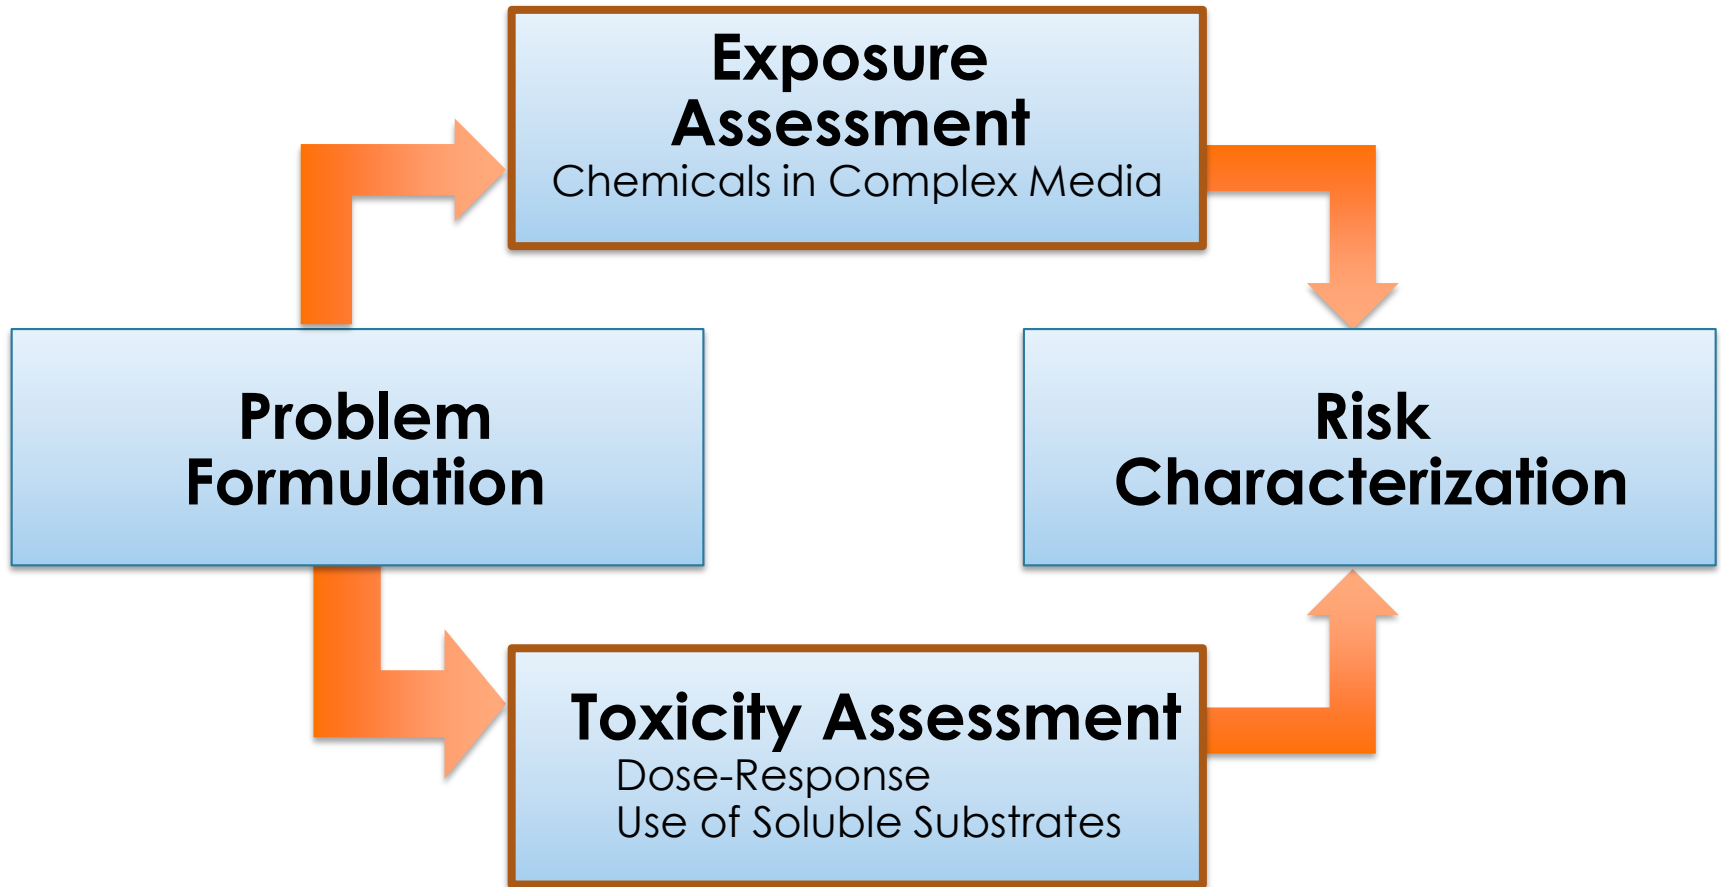 Exposure
Assessment
Chemicals in Complex Media
Problem
Formulation
Risk
Characterization
Toxicity Assessment
Dose-Response
Use of Soluble Substrates